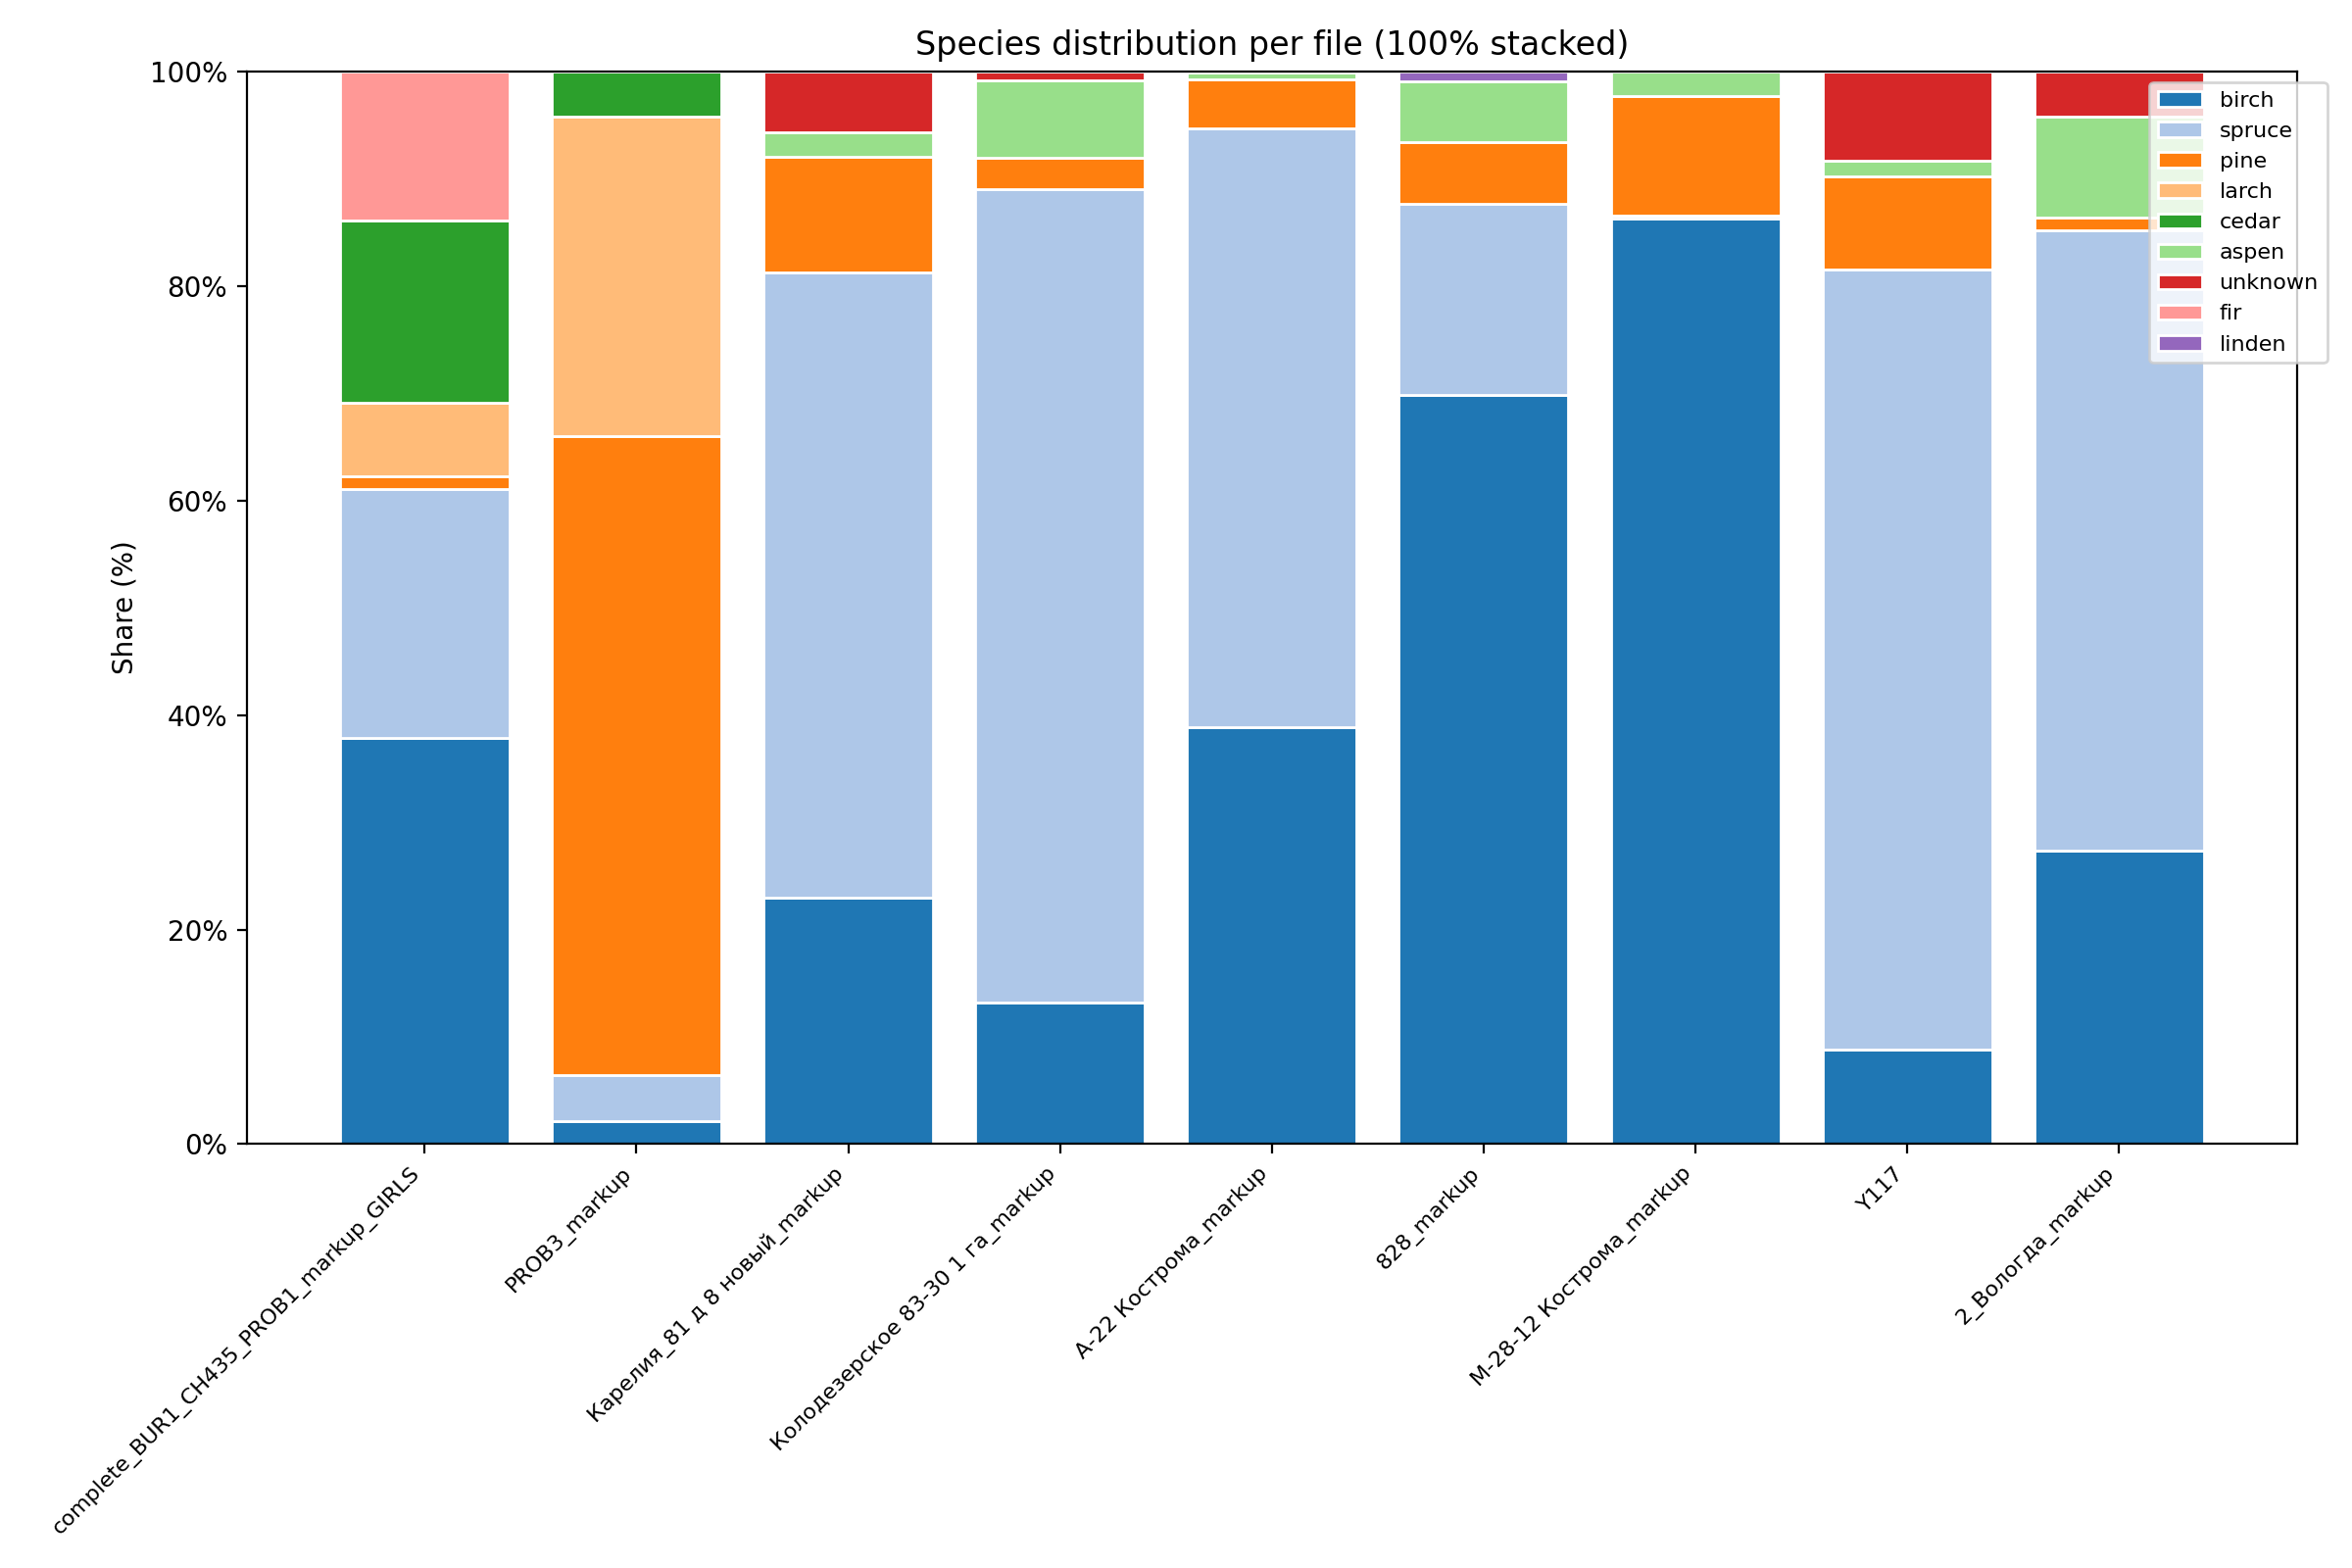 Species distribution per file (100% stacked)
100%
80%
60%
40%
20%
0%
Share (%)
birch
spruce
pine
larch
cedar
aspen
unknown
fir
linden
complete_BUR1_CH435_PROB1_markup_GIRLS
PROB3_markup
Карелия_81 д 8 новый_markup
Колодезерское 83-30 1 га_markup
А-22 Кострома_markup
828_markup
М-28-12 Кострома_markup
Y117
2_Вологда_markup